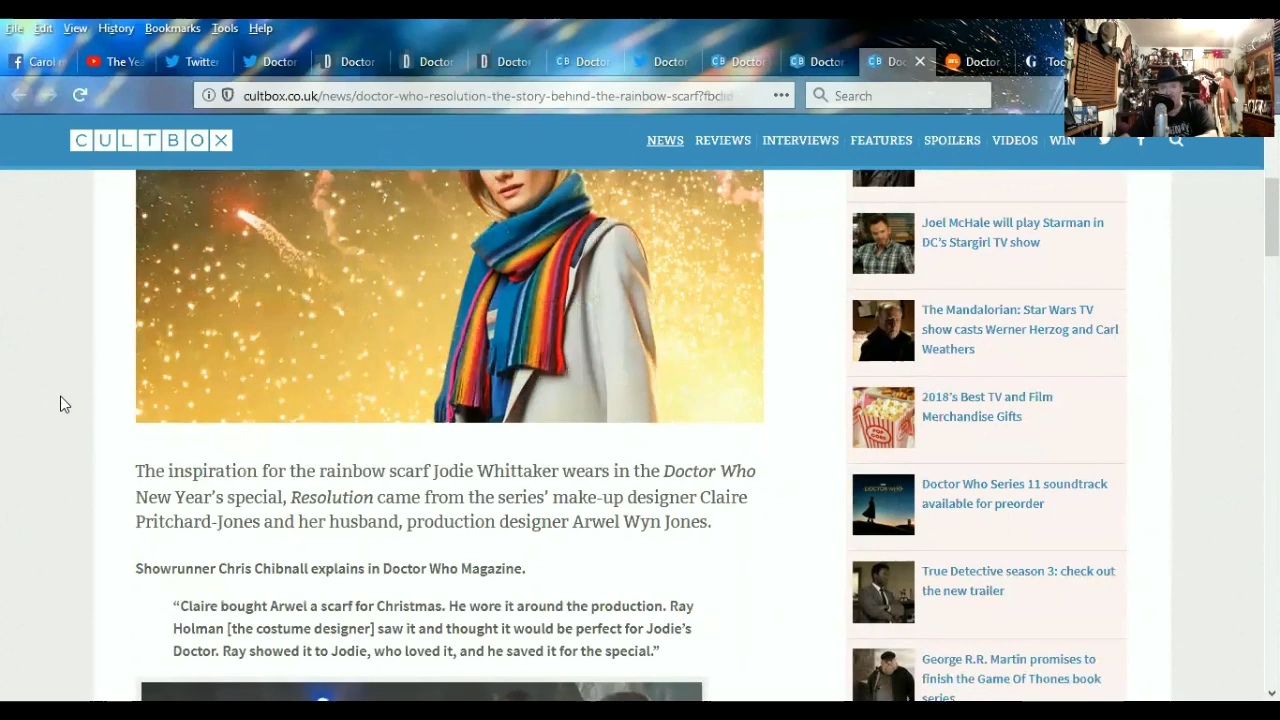 File Edit View History Bookmarks Tools Help
Carol The Ye Twitter Doctor Doctor Doctor Doctor Doctor Doctor Doctor Doctor Doc Doctor
cultbox.co.uk/news/doctor-who-resolution-the-story-behind-the-rainbow-scarf?fbclid
Search
CULTBOX
NEWS REVIEWS INTERVIEWS FEATURES SPOILERS VIDEOS WIN
Joel McHale will play Starman in
DC's Stargirl TV show
The Mandalorian: Star Wars TV
show casts Werner Herzog and Carl
Weathers
2018's Best TV and Film
Merchandise Gifts
The inspiration for the rainbow scarf Jodie Whittaker wears in the Doctor Who
New Year's special, Resolution came from the series' make-up designer Claire
Pritchard-Jones and her husband, production designer Arwel Wyn Jones.
Showrunner Chris Chibnall explains in Doctor Who Magazine.
“Claire bought Arwel a scarf for Christmas. He wore it around the production. Ray
Holman [the costume designer] saw it and thought it would be perfect for Jodie’s
Doctor. Ray showed it to Jodie, who loved it, and he saved it for the special.”
Doctor Who Series 11 soundtrack
available for preorder
True Detective season 3: check out
the new trailer
George R.R. Martin promises to
finish the Game Of Thones book
series